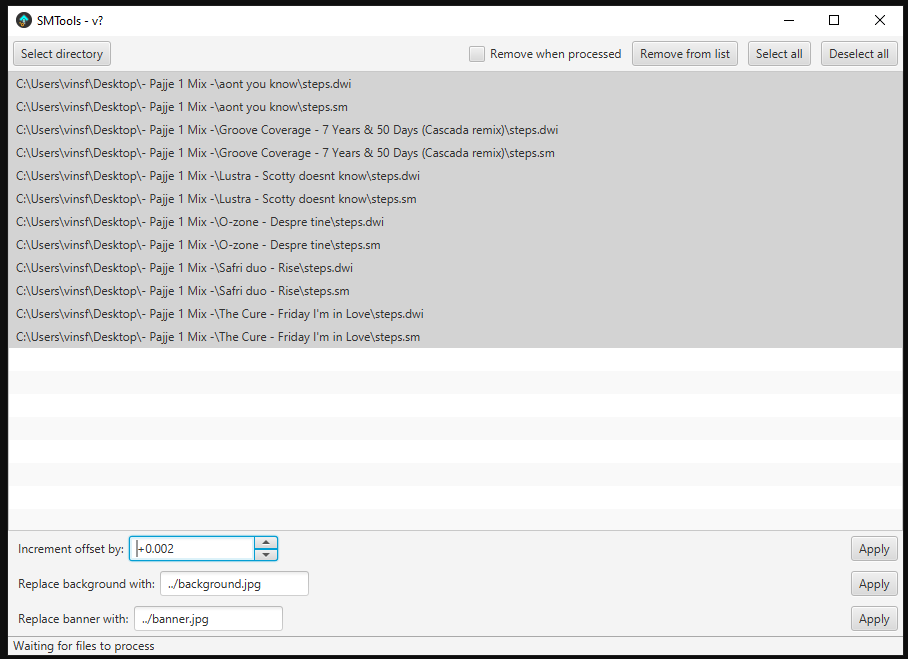 SMTools - v?
Select directory Remove when processed Remove from list Select all Deselect all
C:\Users\vinsf\Desktop\- Pajje 1 Mix -\aont you know\steps.dwi
C:\Users\vinsf\Desktop\- Pajje 1 Mix -\aont you know\steps.sm
C:\Users\vinsf\Desktop\- Pajje 1 Mix -\Groove Coverage - 7 Years & 50 Days (Cascada remix)\steps.dwi
C:\Users\vinsf\Desktop\- Pajje 1 Mix -\Groove Coverage - 7 Years & 50 Days (Cascada remix)\steps.sm
C:\Users\vinsf\Desktop\- Pajje 1 Mix -\Lustra - Scotty doesnt know\steps.dwi
C:\Users\vinsf\Desktop\- Pajje 1 Mix -\Lustra - Scotty doesnt know\steps.sm
C:\Users\vinsf\Desktop\- Pajje 1 Mix -\O-zone - Despre tine\steps.dwi
C:\Users\vinsf\Desktop\- Pajje 1 Mix -\O-zone - Despre tine\steps.sm
C:\Users\vinsf\Desktop\- Pajje 1 Mix -\Safri duo - Rise\steps.dwi
C:\Users\vinsf\Desktop\- Pajje 1 Mix -\Safri duo - Rise\steps.sm
C:\Users\vinsf\Desktop\- Pajje 1 Mix -\The Cure - Friday I'm in Love\steps.dwi
C:\Users\vinsf\Desktop\- Pajje 1 Mix -\The Cure - Friday I'm in Love\steps.sm
Increment offset by: +0.002 Apply
Replace background with: ../background.jpg Apply
Replace banner with: ../banner.jpg Apply
Waiting for files to process